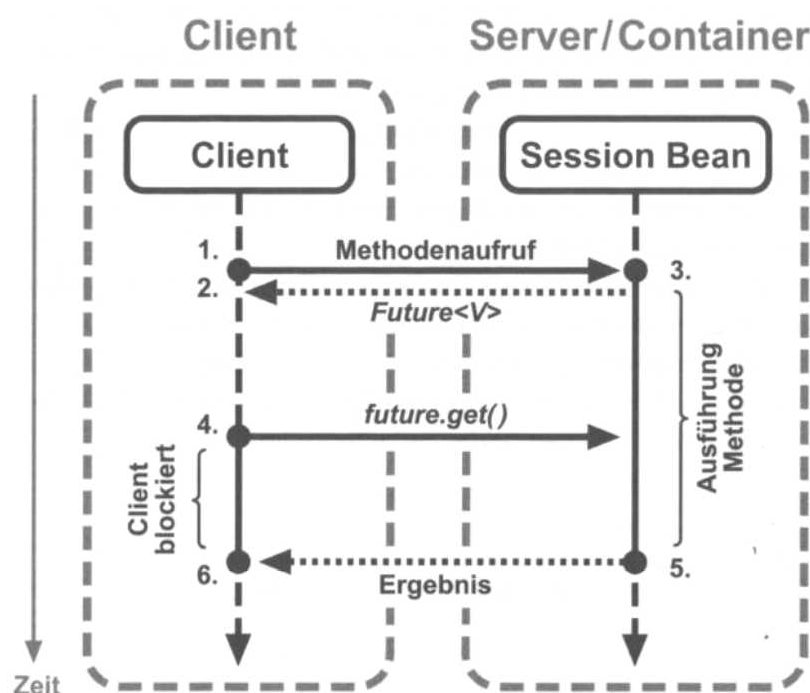 Client
Server/Container
Client
Session Bean
1.
Methodenaufruf
3.
2.
Future<V>
4.
future.get()
Ausführung
Methode
Client
blockiert
6.
Ergebnis
5.
Zeit